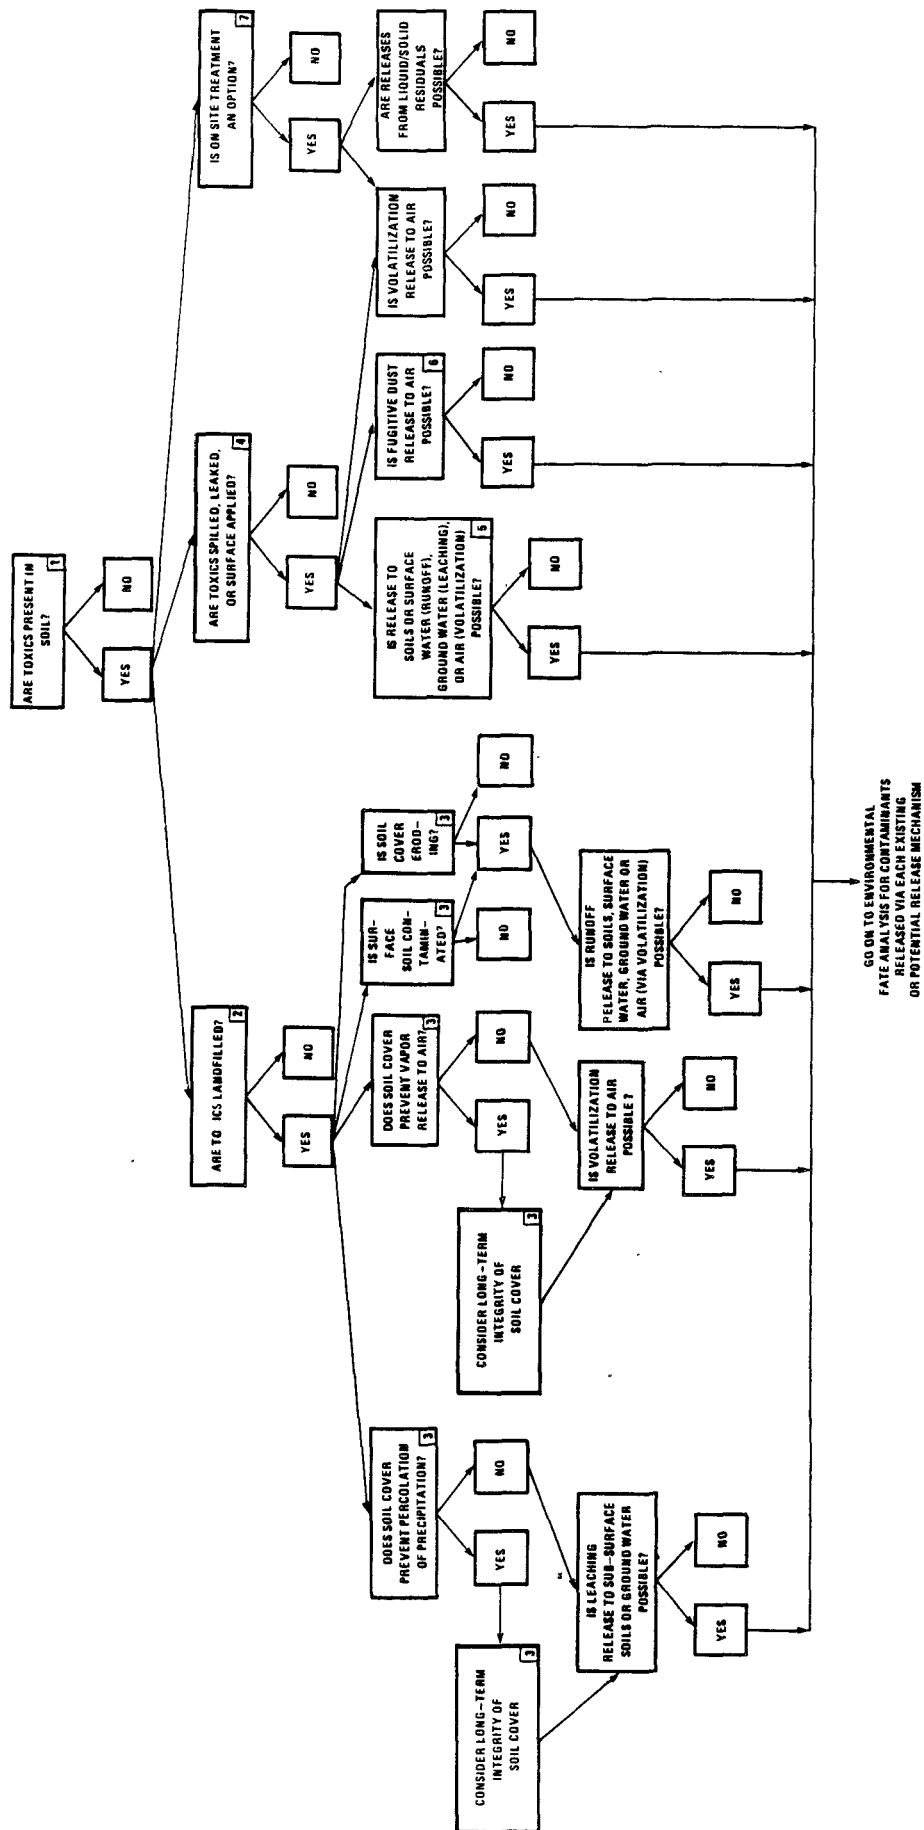 ARE TOXICS PRESENT IN
SOIL?
1
YES
NO
ARE TO ICS LANDFILLED?
2
YES
NO
ARE TOXICS SPILLED, LEAKED,
OR SURFACE APPLIED?
4
YES
NO
IS ON SITE TREATMENT
AN OPTION?
7
YES
NO
DOES SOIL COVER
PREVENT PERCOLATION
OF PRECIPITATION?
3
YES
NO
DOES SOIL COVER
PREVENT VAPOR
RELEASE TO AIR?
3
YES
NO
IS SUR-
FACE
SOIL CON-
TAMIN-
ATED?
3
NO
IS SOIL
COVER
EROD-
ING?
3
YES
NO
IS RELEASE TO
SOILS OR SURFACE
WATER (RUNOFF),
GROUND WATER (LEACHING),
OR AIR (VOLATILIZATION)
POSSIBLE?
5
YES
NO
IS FUGITIVE DUST
RELEASE TO AIR
POSSIBLE?
6
YES
NO
IS VOLATILIZATION
RELEASE TO AIR
POSSIBLE?
YES
NO
ARE RELEASES
FROM LIQUID/SOLID
RESIDUALS
POSSIBLE?
YES
NO
CONSIDER LONG-TERM
INTEGRITY OF
SOIL COVER
3
CONSIDER LONG-TERM
INTEGRITY OF
SOIL COVER
3
IS LEACHING
RELEASE TO SUB-SURFACE
SOILS OR GROUND WATER
POSSIBLE?
YES
NO
IS VOLATILIZATION
RELEASE TO AIR
POSSIBLE ?
YES
NO
IS RUNOFF
RELEASE TO SOILS, SURFACE
WATER, GROUND WATER OR
AIR (VIA VOLATILIZATION)
POSSIBLE?
YES
NO
GO ON TO ENVIRONMENTAL
FATE ANALYSIS FOR CONTAMINANTS
RELEASED VIA EACH EXISTING
OR POTENTIAL RELEASE MECHANISM